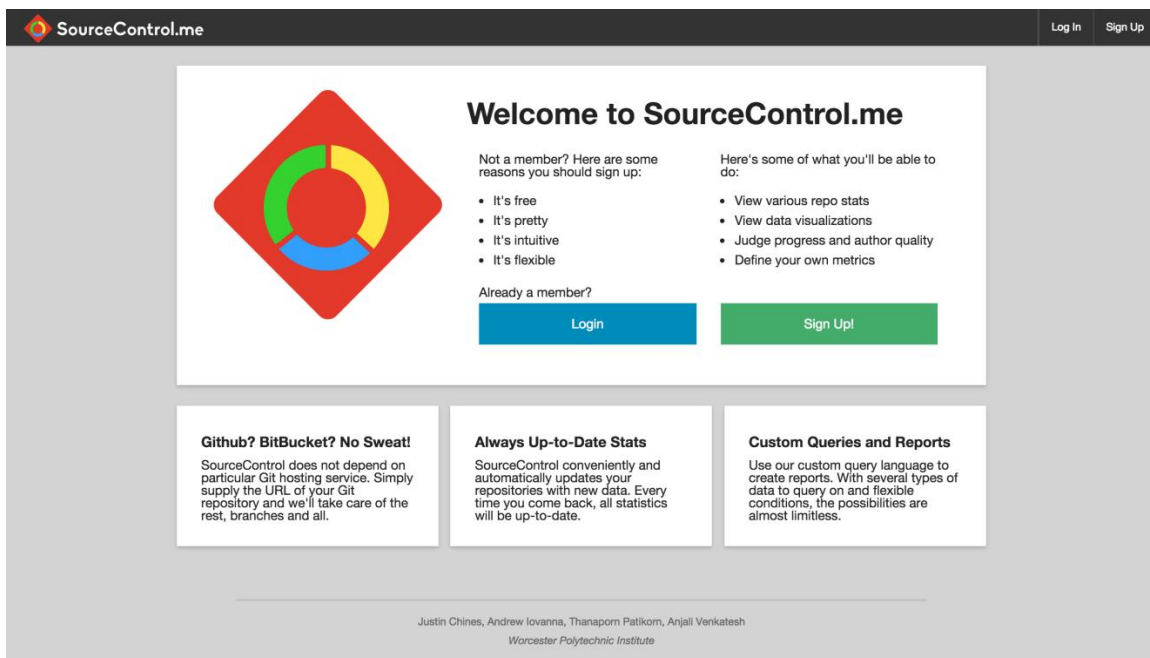 SourceControl.me
Log In
Sign Up
Welcome to SourceControl.me
Not a member? Here are some
reasons you should sign up:
• It's free
• It's pretty
• It's intuitive
• It's flexible
Already a member?
Login
Here's some of what you'll be able to
do:
• View various repo stats
• View data visualizations
• Judge progress and author quality
• Define your own metrics
Sign Up!
Github? BitBucket? No Sweat!
SourceControl does not depend on
particular Git hosting service. Simply
supply the URL of your Git
repository and we'll take care of the
rest, branches and all.
Always Up-to-Date Stats
SourceControl conveniently and
automatically updates your
repositories with new data. Every
time you come back, all statistics
will be up-to-date.
Custom Queries and Reports
Use our custom query language to
create reports. With several types of
data to query on and flexible
conditions, the possibilities are
almost limitless.
Justin Chines, Andrew Iovanna, Thanaporn Patikorn, Anjali Venkatesh
Worcester Polytechnic Institute